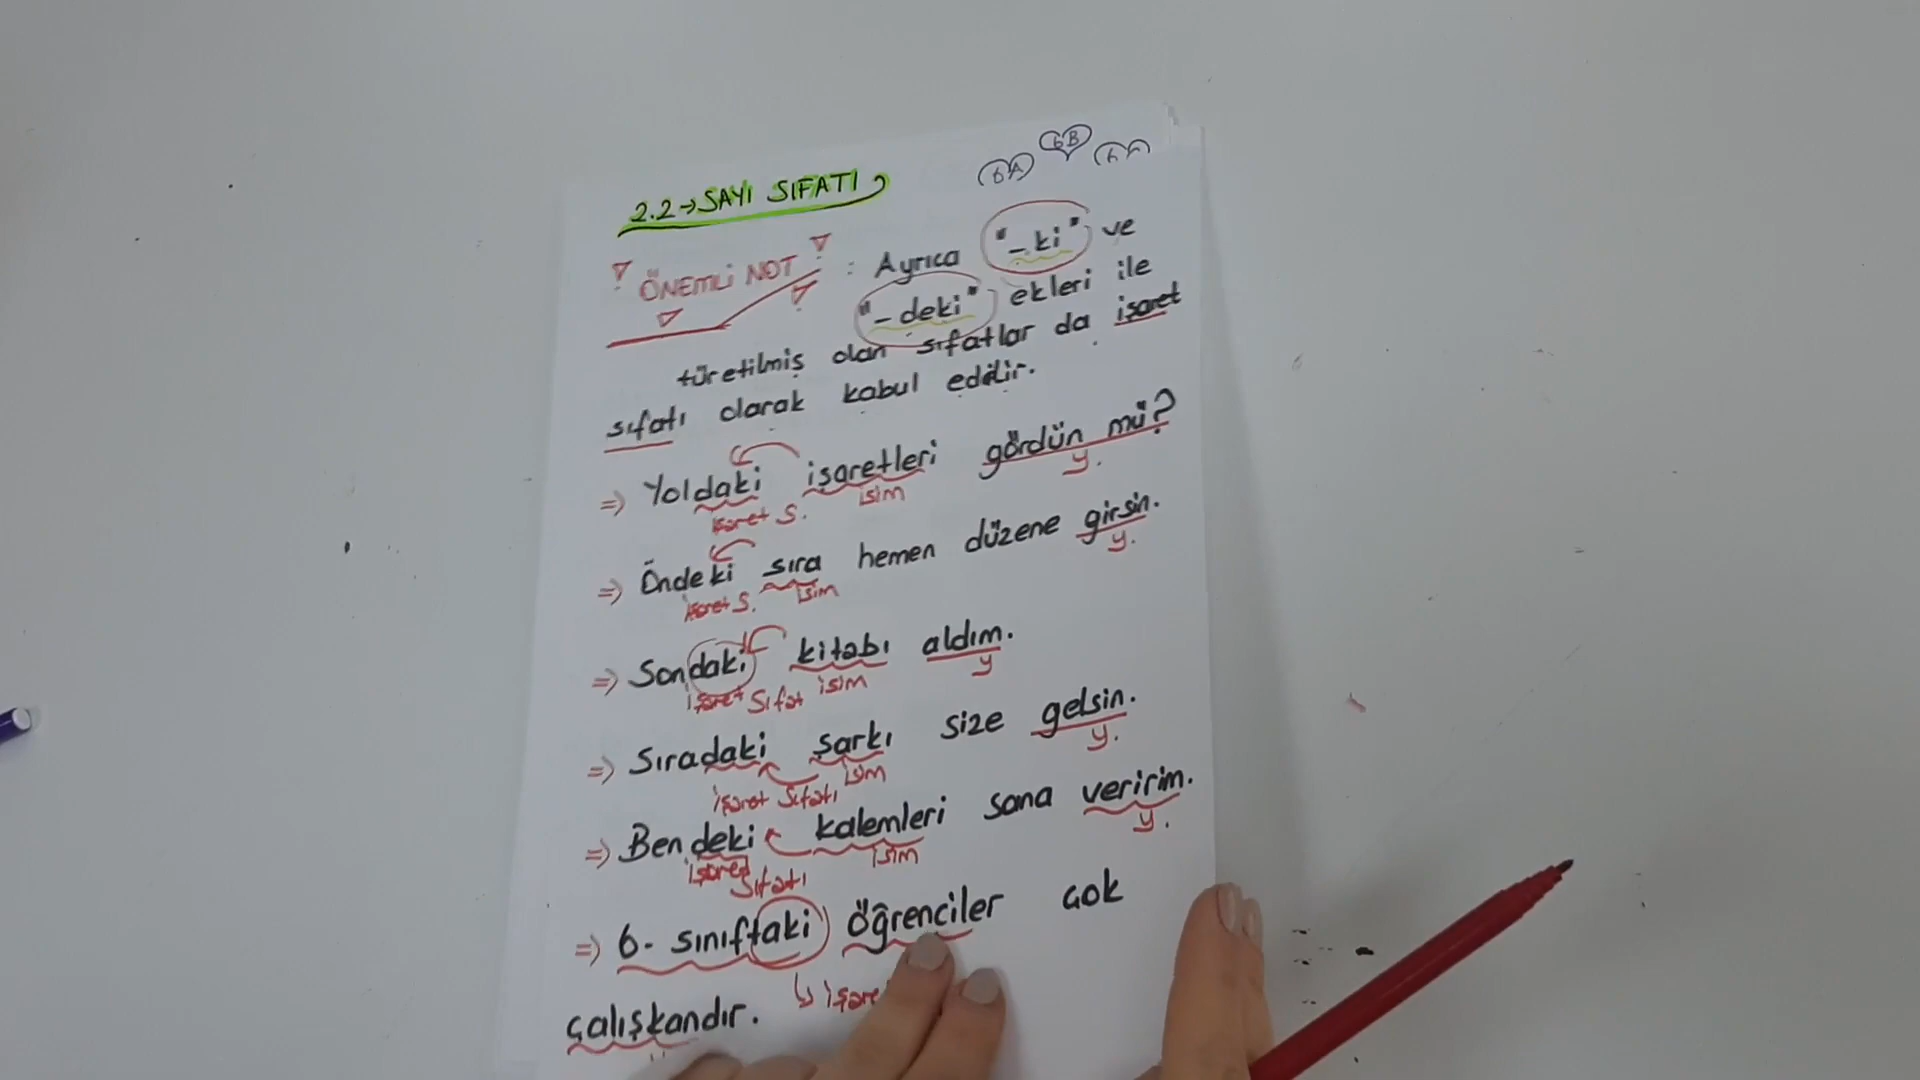 6A 6B
2.2→ SAYI SIFATI
ÖNEMLİ NOT : Ayrıca "-ki" ve
"-deki" ekleri ile
türetilmiş olan sıfatlar da işaret
sıfatı olarak kabul edilir.
⇒ Yoldaki işaretleri gördün mü?
işaret S. isim y.
⇒ Öndeki sıra hemen düzene girsin.
işaret S. isim y.
⇒ Sondaki kitabı aldım.
işaret Sıfat isim y
⇒ Sıradaki şarkı size gelsin.
işaret Sıfatı isim y.
⇒ Bendeki kalemleri sana veririm.
işaret Sıfatı isim y.
⇒ 6. sınıftaki öğrenciler çok
çalışkandır.